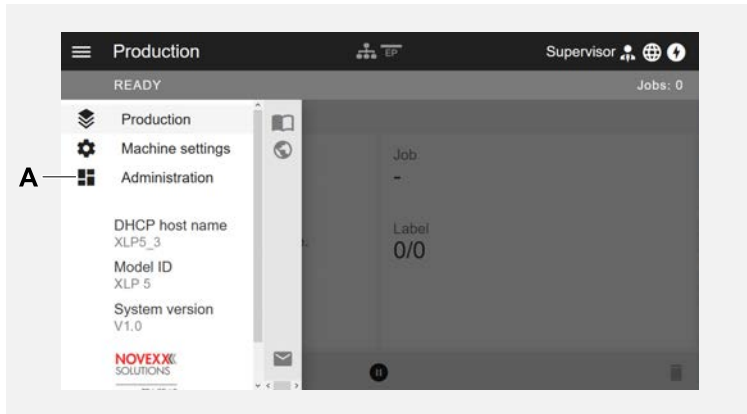 Production
EP
Supervisor
READY
Jobs: 0
Production
Machine settings
A
Administration
DHCP host name
XLP5_3
Model ID
XLP 5
System version
V1.0
NOVEXX
SOLUTIONS
Job
-
Label
0/0